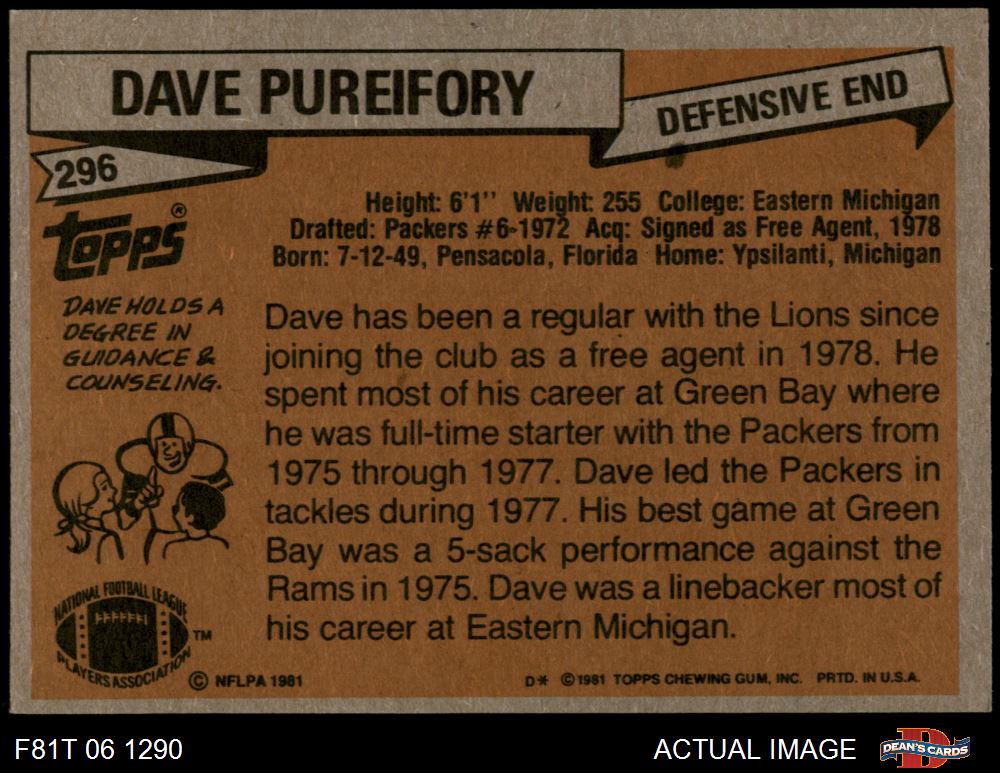 DAVE PUREIFORY
DEFENSIVE END
296
TOPPS®
Height: 6'1" Weight: 255 College: Eastern Michigan
Drafted: Packers #6-1972 Acq: Signed as Free Agent, 1978
Born: 7-12-49, Pensacola, Florida Home: Ypsilanti, Michigan
DAVE HOLDS A
DEGREE IN
GUIDANCE &
COUNSELING.
Dave has been a regular with the Lions since
joining the club as a free agent in 1978. He
spent most of his career at Green Bay where
he was full-time starter with the Packers from
1975 through 1977. Dave led the Packers in
tackles during 1977. His best game at Green
Bay was a 5-sack performance against the
Rams in 1975. Dave was a linebacker most of
his career at Eastern Michigan.
NATIONAL FOOTBALL LEAGUE
PLAYERS ASSOCIATION
TM
© NFLPA 1981
D* © 1981 TOPPS CHEWING GUM, INC. PRTD. IN U.S.A.
F81T 06 1290
ACTUAL IMAGE
D
DEAN'S CARDS